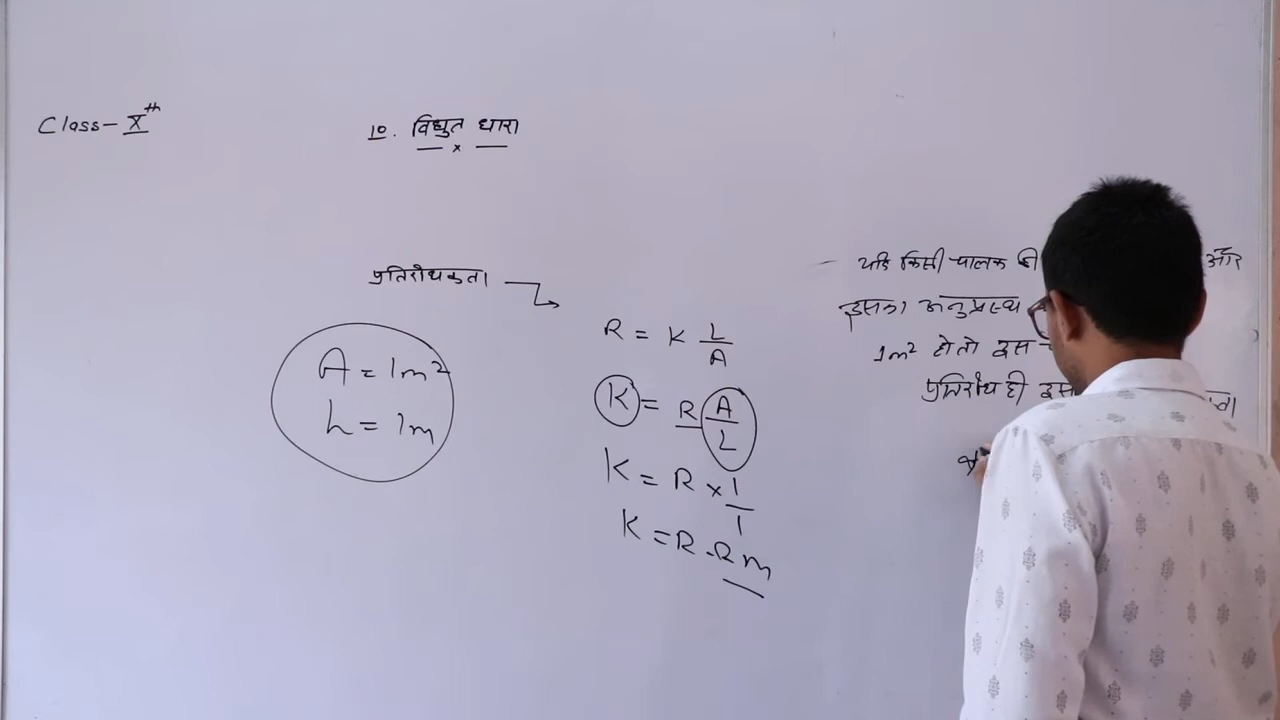 Class- Xth
10. विद्युत धारा
प्रतिरोधकता
A = 1m²
L = 1m
R = K L/A
K = R A/L
K = R × 1/1
K = R
यदि किसी चालक की और
इसका अनुप्रस्थ
1m² हो तो इस
प्रतिरोध ही इस